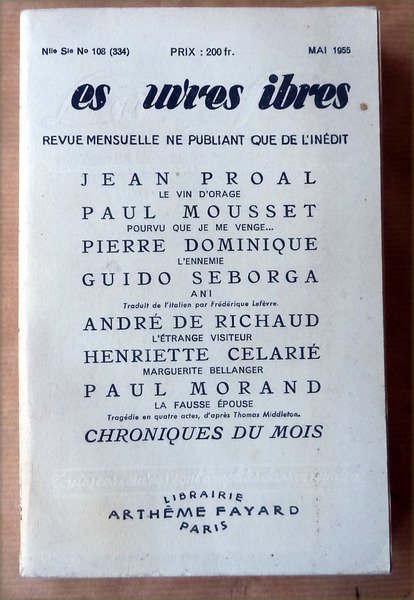 Nlle Sie No 108 (334) PRIX : 200 fr. MAI 1955
es uvres ibres
REVUE MENSUELLE NE PUBLIANT QUE DE L'INÉDIT
JEAN PROAL
LE VIN D'ORAGE
PAUL MOUSSET
POURVU QUE JE ME VENGE...
PIERRE DOMINIQUE
L'ENNEMIE
GUIDO SEBORGA
ANI
Traduit de l'italien par Frédérique Lefèvre.
ANDRÉ DE RICHAUD
L'ÉTRANGE VISITEUR
HENRIETTE CELARIÉ
MARGUERITE BELLANGER
PAUL MORAND
LA FAUSSE ÉPOUSE
Tragédie en quatre actes, d'après Thomas Middleton.
CHRONIQUES DU MOIS
LIBRAIRIE
ARTHÈME FAYARD
PARIS